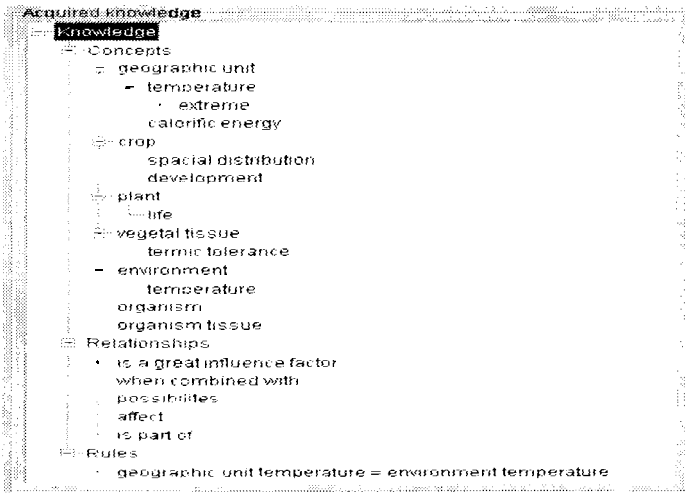 Acquired knowledge
Knowledge
Concepts
geographic unit
temperature
extreme
calorific energy
crop
spacial distribution
development
plant
life
vegetal tissue
termic tolerance
environment
temperature
organism
organism tissue
Relationships
is a great influence factor
when combined with
possibilites
affect
is part of
Rules
geographic unit temperature = environment temperature